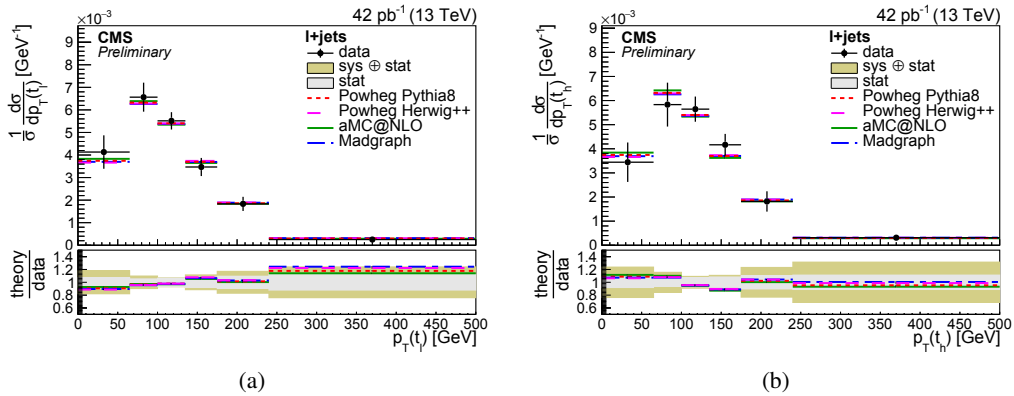 ×10⁻³ 42 pb⁻¹ (13 TeV)
CMS
Preliminary
l+jets
data
sys ⊕ stat
stat
Powheg Pythia8
Powheg Herwig++
aMC@NLO
Madgraph
1/σ dσ/dp_T(t_l) [GeV⁻¹]
9
8
7
6
5
4
3
2
1
0
theory/data
1.4
1.2
1.0
0.8
0.6
0 50 100 150 200 250 300 350 400 450 500
p_T(t_l) [GeV]
(a)
×10⁻³ 42 pb⁻¹ (13 TeV)
CMS
Preliminary
l+jets
data
sys ⊕ stat
stat
Powheg Pythia8
Powheg Herwig++
aMC@NLO
Madgraph
1/σ dσ/dp_T(t_h) [GeV⁻¹]
9
8
7
6
5
4
3
2
1
0
theory/data
1.4
1.2
1.0
0.8
0.6
0 50 100 150 200 250 300 350 400 450 500
p_T(t_h) [GeV]
(b)